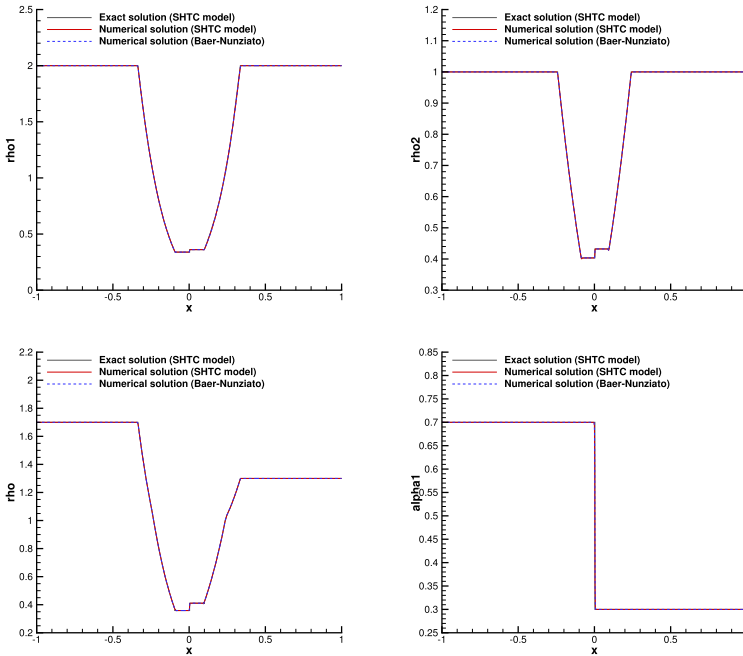 Exact solution (SHTC model)
Numerical solution (SHTC model)
Numerical solution (Baer-Nunziato)
rho1
2.5
2
1.5
1
0.5
0
-1
-0.5
0
0.5
1
x
Exact solution (SHTC model)
Numerical solution (SHTC model)
Numerical solution (Baer-Nunziato)
rho2
1.2
1.1
1
0.9
0.8
0.7
0.6
0.5
0.4
0.3
-1
-0.5
0
0.5
x
Exact solution (SHTC model)
Numerical solution (SHTC model)
Numerical solution (Baer-Nunziato)
rho
2.2
2
1.8
1.6
1.4
1.2
1
0.8
0.6
0.4
0.2
-1
-0.5
0
0.5
1
x
Exact solution (SHTC model)
Numerical solution (SHTC model)
Numerical solution (Baer-Nunziato)
alpha1
0.85
0.8
0.75
0.7
0.65
0.6
0.55
0.5
0.45
0.4
0.35
0.3
0.25
-1
-0.5
0
0.5
x